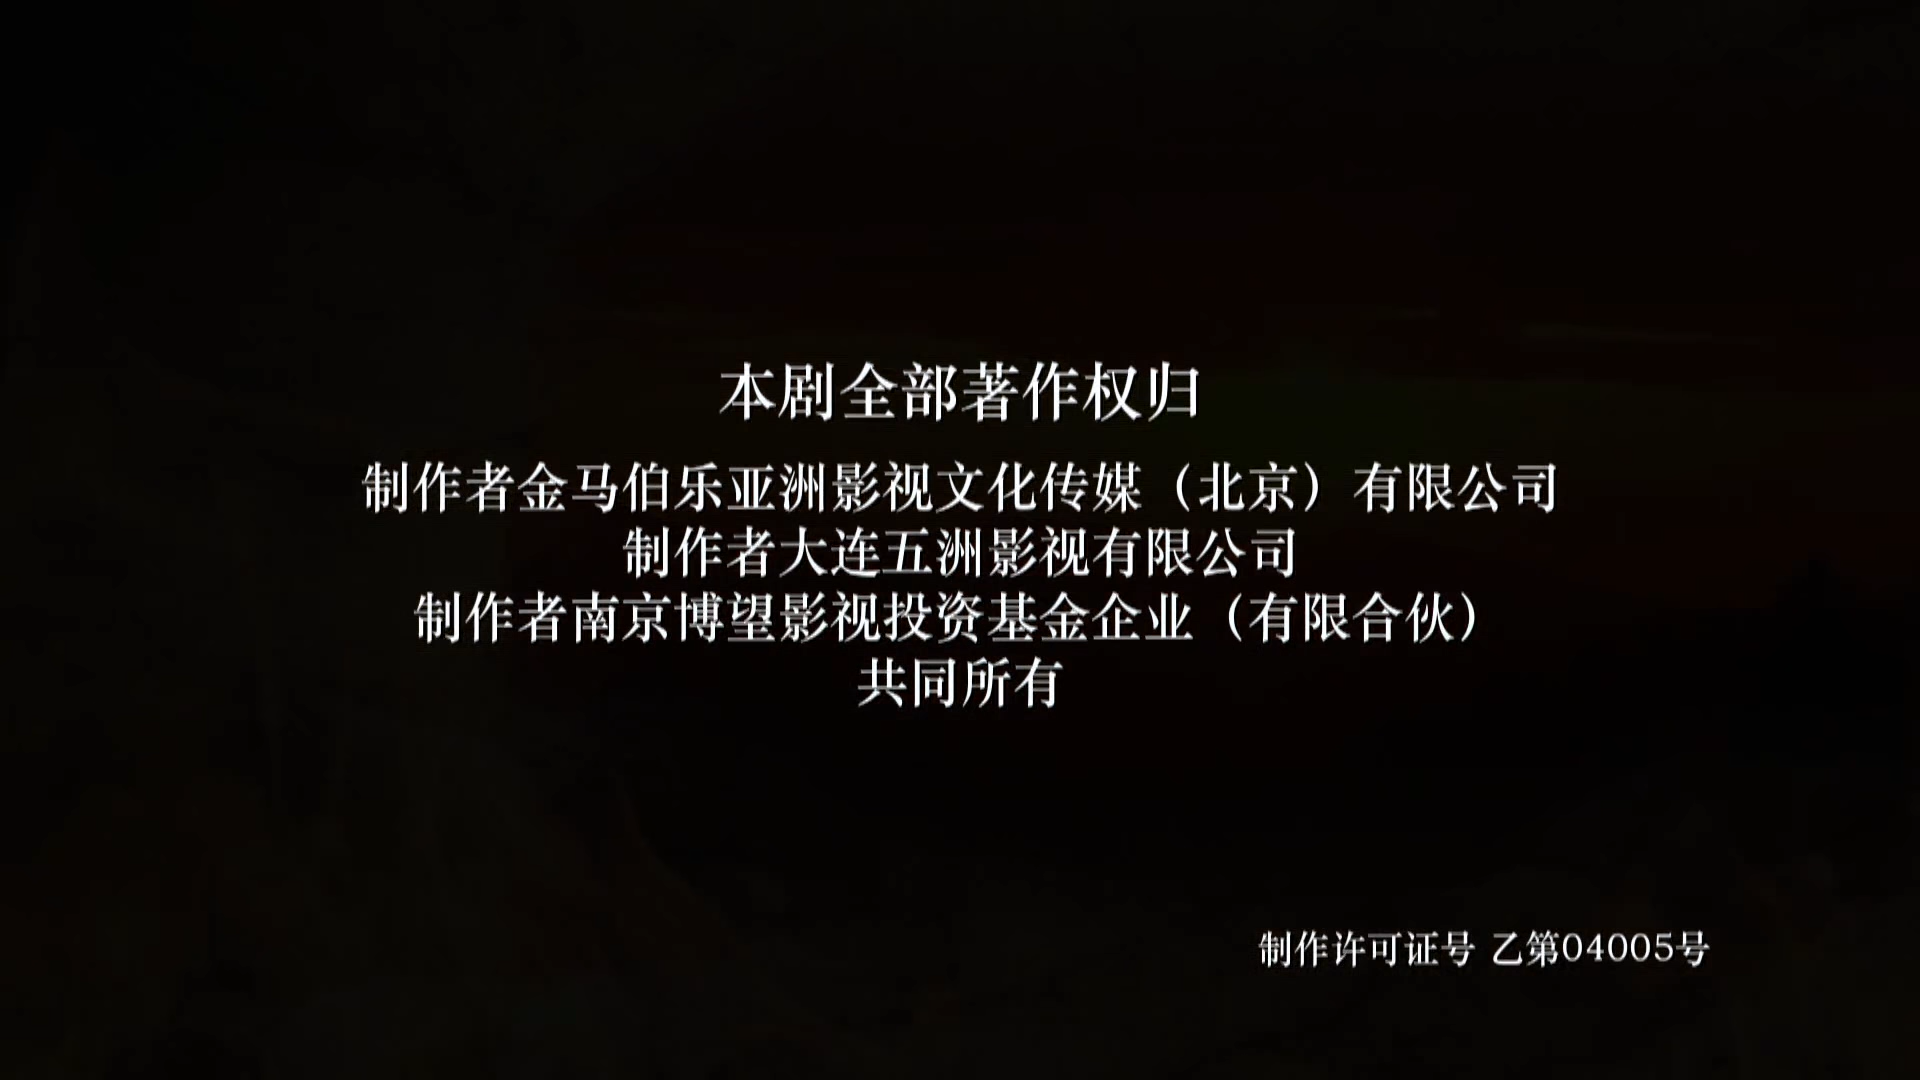 本剧全部著作权归
制作者金马伯乐亚洲影视文化传媒（北京）有限公司
制作者大连五洲影视有限公司
制作者南京博望影视投资基金企业（有限合伙）
共同所有
制作许可证号 乙第04005号